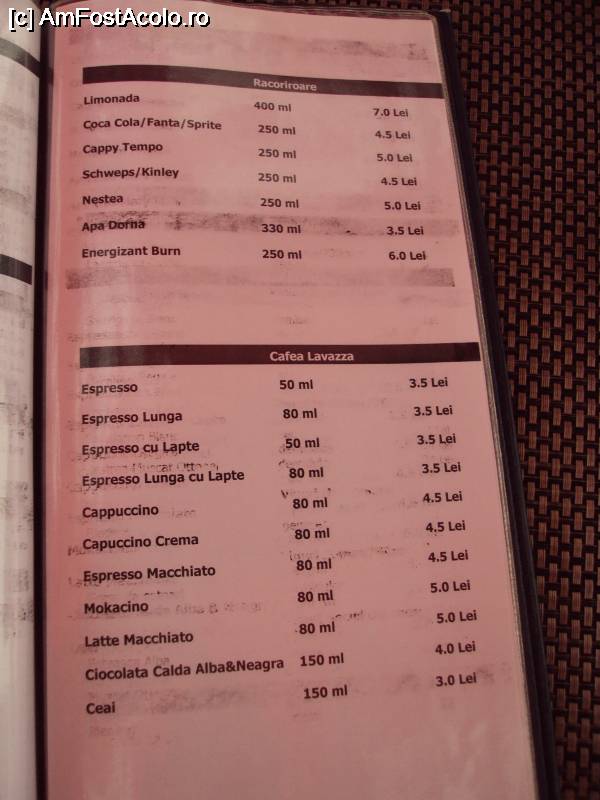 [c] AmFostAcolo.ro
Racoriroare
Limonada 400 ml 7.0 Lei
Coca Cola/Fanta/Sprite 250 ml 4.5 Lei
Cappy Tempo 250 ml 5.0 Lei
Schweps/Kinley 250 ml 4.5 Lei
Nestea 250 ml 5.0 Lei
Apa Dorna 330 ml 3.5 Lei
Energizant Burn 250 ml 6.0 Lei
Cafea Lavazza
Espresso 50 ml 3.5 Lei
Espresso Lunga 80 ml 3.5 Lei
Espresso cu Lapte 50 ml 3.5 Lei
Espresso Lunga cu Lapte 80 ml 3.5 Lei
Cappuccino 80 ml 4.5 Lei
Capuccino Crema 80 ml 4.5 Lei
Espresso Macchiato 80 ml 4.5 Lei
Mokacino 80 ml 5.0 Lei
Latte Macchiato 80 ml 5.0 Lei
Ciocolata Calda Alba&Neagra 150 ml 4.0 Lei
Ceai 150 ml 3.0 Lei